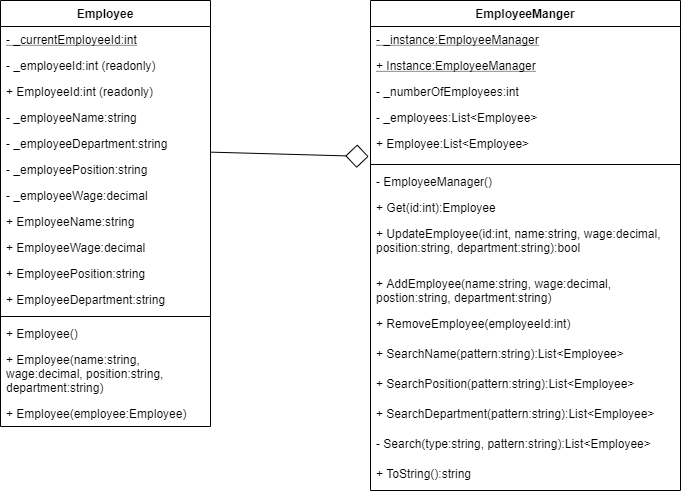 Employee
- _currentEmployeeId:int
- _employeeId:int (readonly)
+ EmployeeId:int (readonly)
- _employeeName:string
- _employeeDepartment:string
- _employeePosition:string
- _employeeWage:decimal
+ EmployeeName:string
+ EmployeeWage:decimal
+ EmployeePosition:string
+ EmployeeDepartment:string
+ Employee()
+ Employee(name:string,
wage:decimal, position:string,
department:string)
+ Employee(employee:Employee)
EmployeeManger
- _instance:EmployeeManager
+ Instance:EmployeeManager
- _numberOfEmployees:int
- _employees:List<Employee>
+ Employee:List<Employee>
- EmployeeManager()
+ Get(id:int):Employee
+ UpdateEmployee(id:int, name:string, wage:decimal,
position:string, department:string):bool
+ AddEmployee(name:string, wage:decimal,
postion:string, department:string)
+ RemoveEmployee(employeeId:int)
+ SearchName(pattern:string):List<Employee>
+ SearchPosition(pattern:string):List<Employee>
+ SearchDepartment(pattern:string):List<Employee>
- Search(type:string, pattern:string):List<Employee>
+ ToString():string